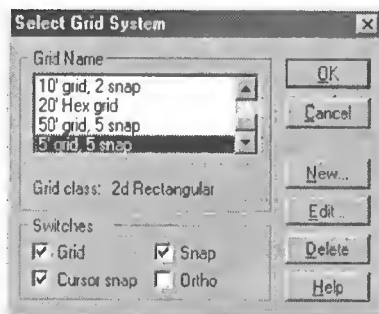 Select Grid System
Grid Name
10' grid, 2 snap
20' Hex grid
50' grid, 5 snap
5' grid, 5 snap
Grid class: 2d Rectangular
Switches
Grid
Snap
Cursor snap
Ortho
OK
Cancel
New...
Edit...
Delete
Help